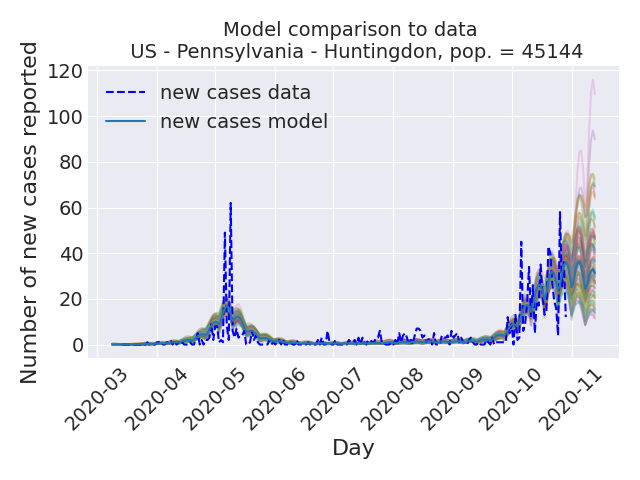 Model comparison to data
US - Pennsylvania - Huntingdon, pop. = 45144
Number of new cases reported
120
100
80
60
40
20
0
new cases data
new cases model
2020-03
2020-04
2020-05
2020-06
2020-07
2020-08
2020-09
2020-10
2020-11
Day